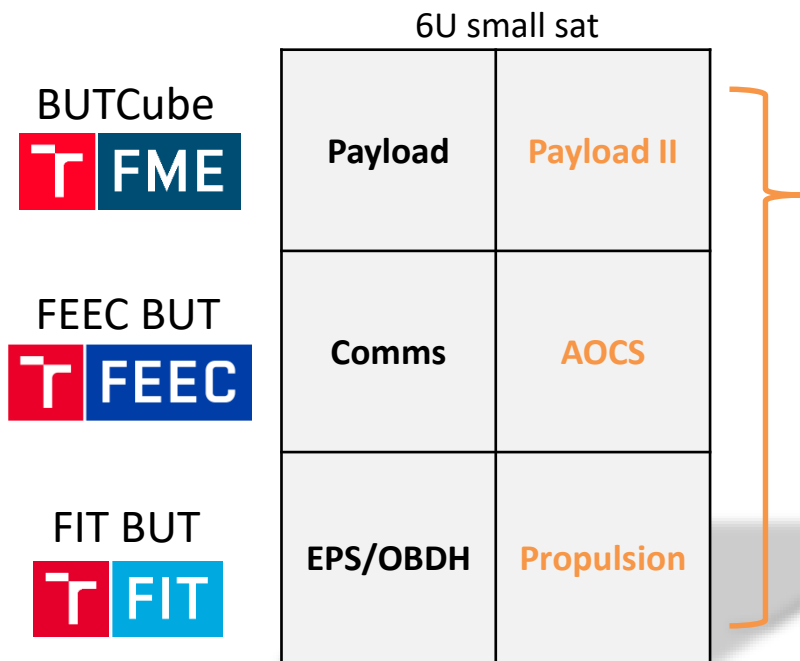 6U small sat
BUTCube
FME
Payload
Payload II
FEEC BUT
FEEC
Comms
AOCS
FIT BUT
FIT
EPS/OBDH
Propulsion